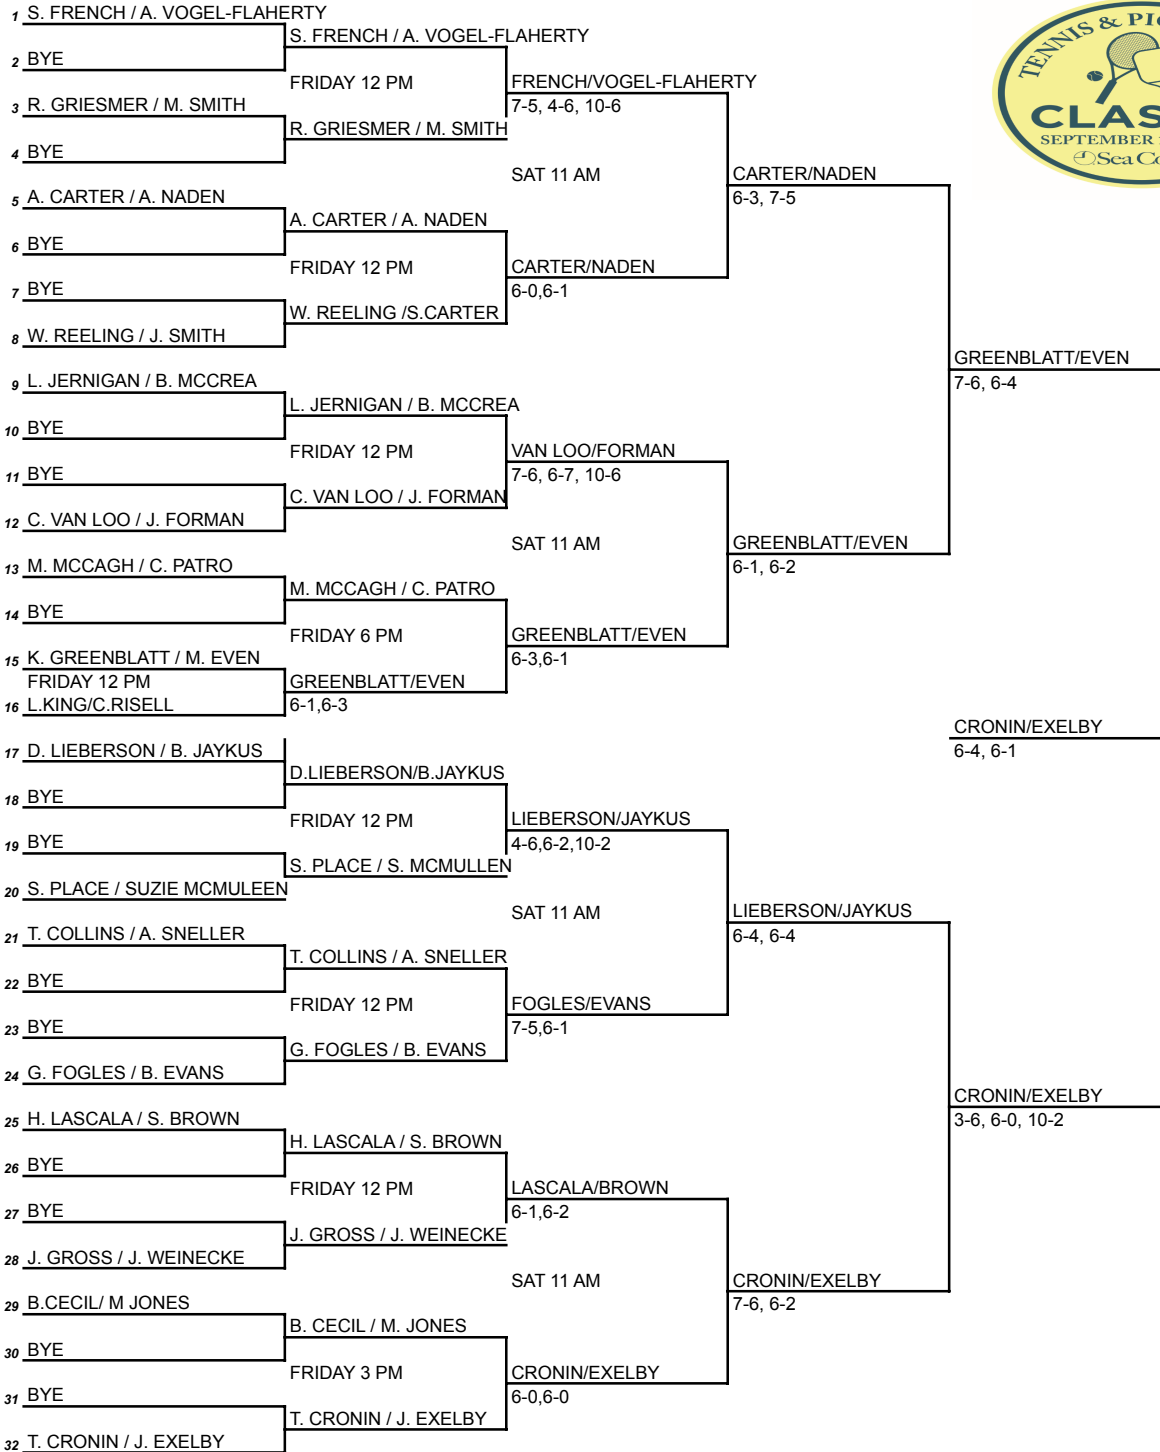 1 S. FRENCH / A. VOGEL-FLAHERTY
S. FRENCH / A. VOGEL-FLAHERTY
2 BYE
FRIDAY 12 PM
FRENCH/VOGEL-FLAHERTY
7-5, 4-6, 10-6
3 R. GRIESMER / M. SMITH
R. GRIESMER / M. SMITH
4 BYE
SAT 11 AM
CARTER/NADEN
6-3, 7-5
5 A. CARTER / A. NADEN
A. CARTER / A. NADEN
6 BYE
FRIDAY 12 PM
CARTER/NADEN
6-0,6-1
7 BYE
W. REELING /S.CARTER
8 W. REELING / J. SMITH
GREENBLATT/EVEN
7-6, 6-4
9 L. JERNIGAN / B. MCCREA
L. JERNIGAN / B. MCCREA
10 BYE
FRIDAY 12 PM
VAN LOO/FORMAN
7-6, 6-7, 10-6
11 BYE
C. VAN LOO / J. FORMAN
12 C. VAN LOO / J. FORMAN
SAT 11 AM
GREENBLATT/EVEN
6-1, 6-2
13 M. MCCAGH / C. PATRO
M. MCCAGH / C. PATRO
14 BYE
FRIDAY 6 PM
GREENBLATT/EVEN
6-3,6-1
15 K. GREENBLATT / M. EVEN
FRIDAY 12 PM
GREENBLATT/EVEN
16 L.KING/C.RISELL
6-1,6-3
CRONIN/EXELBY
6-4, 6-1
17 D. LIEBERSON / B. JAYKUS
D.LIEBERSON/B.JAYKUS
18 BYE
FRIDAY 12 PM
LIEBERSON/JAYKUS
4-6,6-2,10-2
19 BYE
S. PLACE / S. MCMULLEN
20 S. PLACE / SUZIE MCMULEEN
SAT 11 AM
LIEBERSON/JAYKUS
6-4, 6-4
21 T. COLLINS / A. SNELLER
T. COLLINS / A. SNELLER
22 BYE
FRIDAY 12 PM
FOGLES/EVANS
7-5,6-1
23 BYE
G. FOGLES / B. EVANS
24 G. FOGLES / B. EVANS
CRONIN/EXELBY
3-6, 6-0, 10-2
25 H. LASCALA / S. BROWN
H. LASCALA / S. BROWN
26 BYE
FRIDAY 12 PM
LASCALA/BROWN
6-1,6-2
27 BYE
J. GROSS / J. WEINECKE
28 J. GROSS / J. WEINECKE
SAT 11 AM
CRONIN/EXELBY
7-6, 6-2
29 B.CECIL/ M JONES
B. CECIL / M. JONES
30 BYE
FRIDAY 3 PM
CRONIN/EXELBY
6-0,6-0
31 BYE
T. CRONIN / J. EXELBY
32 T. CRONIN / J. EXELBY
TENNIS &
SEPTEMBER
Sea